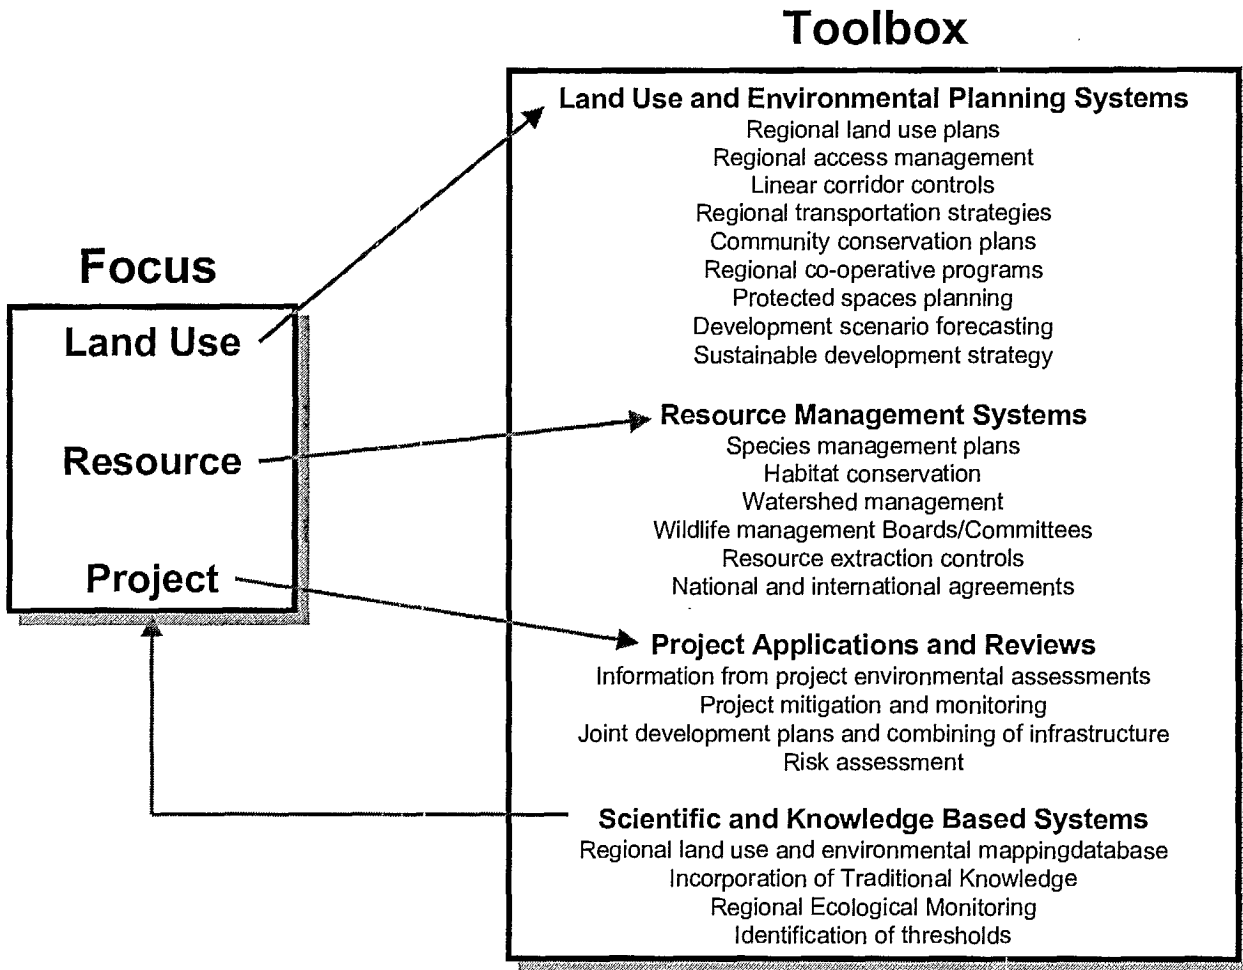 Toolbox
Land Use and Environmental Planning Systems
Regional land use plans
Regional access management
Linear corridor controls
Regional transportation strategies
Community conservation plans
Regional co-operative programs
Protected spaces planning
Development scenario forecasting
Sustainable development strategy
Focus
Land Use
Resource
Project
Resource Management Systems
Species management plans
Habitat conservation
Watershed management
Wildlife management Boards/Committees
Resource extraction controls
National and international agreements
Project Applications and Reviews
Information from project environmental assessments
Project mitigation and monitoring
Joint development plans and combining of infrastructure
Risk assessment
Scientific and Knowledge Based Systems
Regional land use and environmental mappingdatabase
Incorporation of Traditional Knowledge
Regional Ecological Monitoring
Identification of thresholds